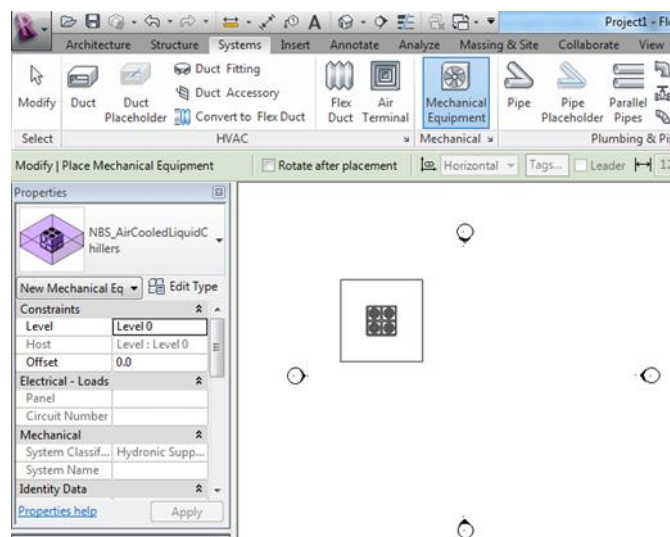 Project1 - Flo
Architecture Structure Systems Insert Annotate Analyze Massing & Site Collaborate View
Modify
Duct
Duct Placeholder
Duct Fitting
Duct Accessory
Convert to Flex Duct
Flex Duct
Air Terminal
Mechanical Equipment
Pipe
Pipe Placeholder
Parallel Pipes
Select HVAC Mechanical Plumbing & Pi
Modify | Place Mechanical Equipment Rotate after placement Horizontal Tags... Leader 12
Properties
NBS_AirCooledLiquidC
hillers
New Mechanical Eq Edit Type
Constraints
Level Level 0
Host Level : Level 0
Offset 0.0
Electrical - Loads
Panel
Circuit Number
Mechanical
System Classif... Hydronic Supp...
System Name
Identity Data
Properties help Apply